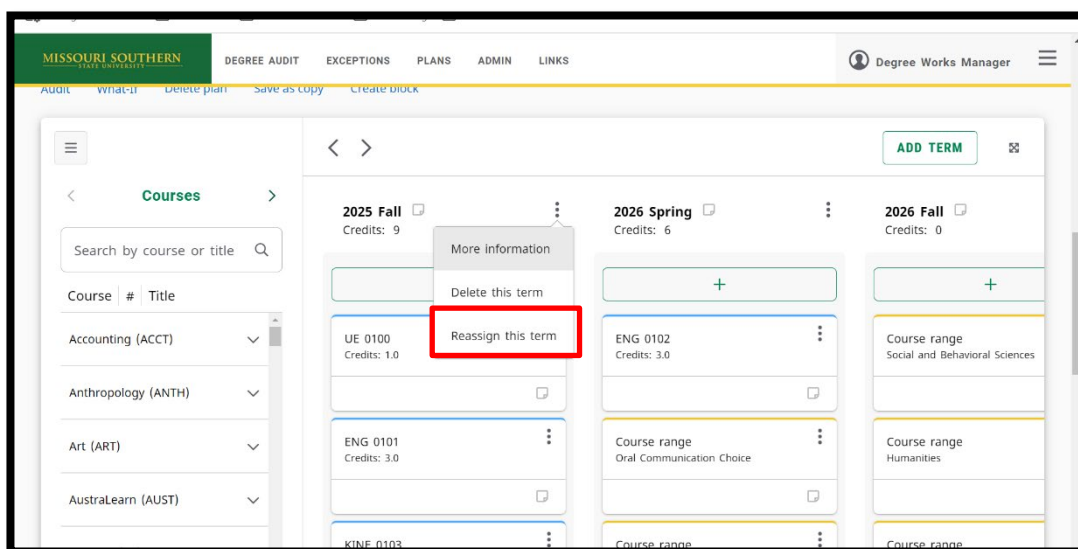 MISSOURI SOUTHERN
STATE UNIVERSITY
DEGREE AUDIT EXCEPTIONS PLANS ADMIN LINKS
Degree Works Manager
Audit What-If Delete plan Save as copy Create block
ADD TERM
Courses
Search by course or title
Course # Title
Accounting (ACCT)
Anthropology (ANTH)
Art (ART)
AustraLearn (AUST)
2025 Fall
Credits: 9
More information
Delete this term
Reassign this term
UE 0100
Credits: 1.0
ENG 0101
Credits: 3.0
KINE 0103
2026 Spring
Credits: 6
+
ENG 0102
Credits: 3.0
Course range
Oral Communication Choice
Course range
2026 Fall
Credits: 0
+
Course range
Social and Behavioral Sciences
Course range
Humanities
Course range